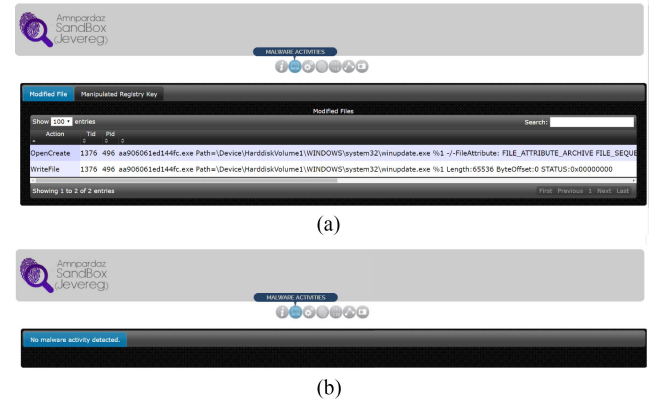 Amnpardaz
SandBox
(Jevereg)
MALWARE ACTIVITIES
Modified File Manipulated Registry Key
Modified Files
Show 100 entries Search:
Action Tid Pid
OpenCreate 1376 496 aa906061ed144fc.exe Path=\Device\HarddiskVolume1\WINDOWS\system32\winupdate.exe %1 -/-FileAttribute: FILE_ATTRIBUTE_ARCHIVE FILE_SEQUE
WriteFile 1376 496 aa906061ed144fc.exe Path=\Device\HarddiskVolume1\WINDOWS\system32\winupdate.exe %1 Length:65536 ByteOffset:0 STATUS:0x00000000
Showing 1 to 2 of 2 entries First Previous 1 Next Last
(a)
Amnpardaz
SandBox
(Jevereg)
MALWARE ACTIVITIES
No malware activity detected.
(b)